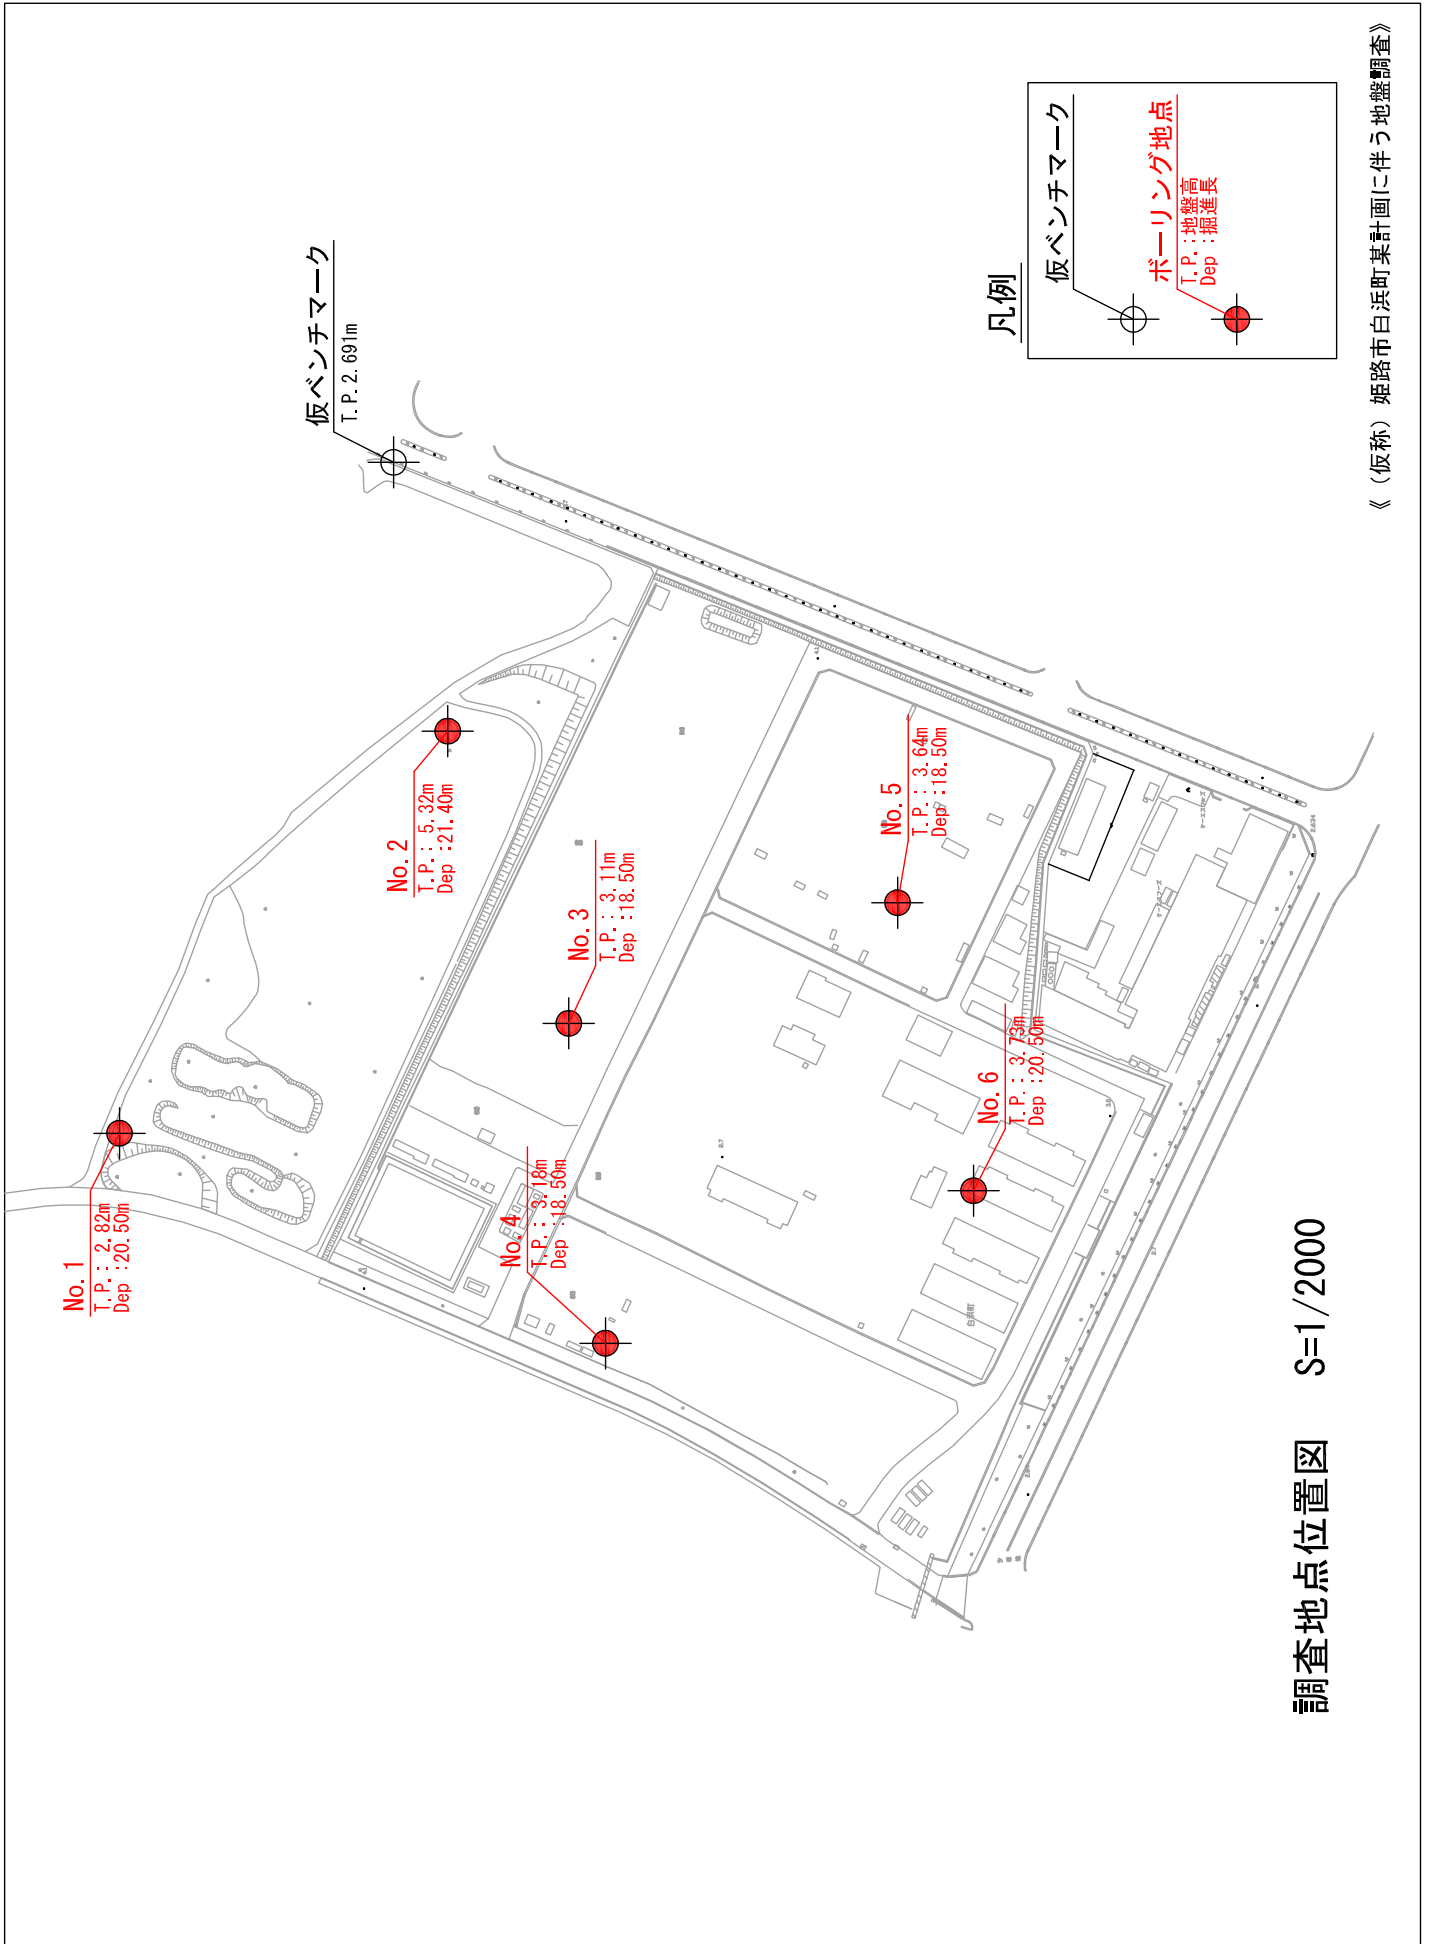 《（仮称）姫路市白浜町某計画に伴う地盤調査》
仮ベンチマーク
T.P.2.691m
凡例
仮ベンチマーク
ボーリング地点
T.P.:地盤高
Dep :掘進長
No.1
T.P.: 2.82m
Dep :20.50m
No.2
T.P.: 5.32m
Dep :21.40m
No.3
T.P.: 3.11m
Dep :18.50m
No.4
T.P.: 3.18m
Dep :18.50m
No.5
T.P.: 3.64m
Dep :18.50m
No.6
T.P.: 3.73m
Dep :20.50m
白浜町
2.7
調査地点位置図 S=1/2000